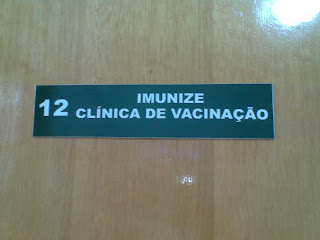 12
IMUNIZE
CLÍNICA DE VACINAÇÃO